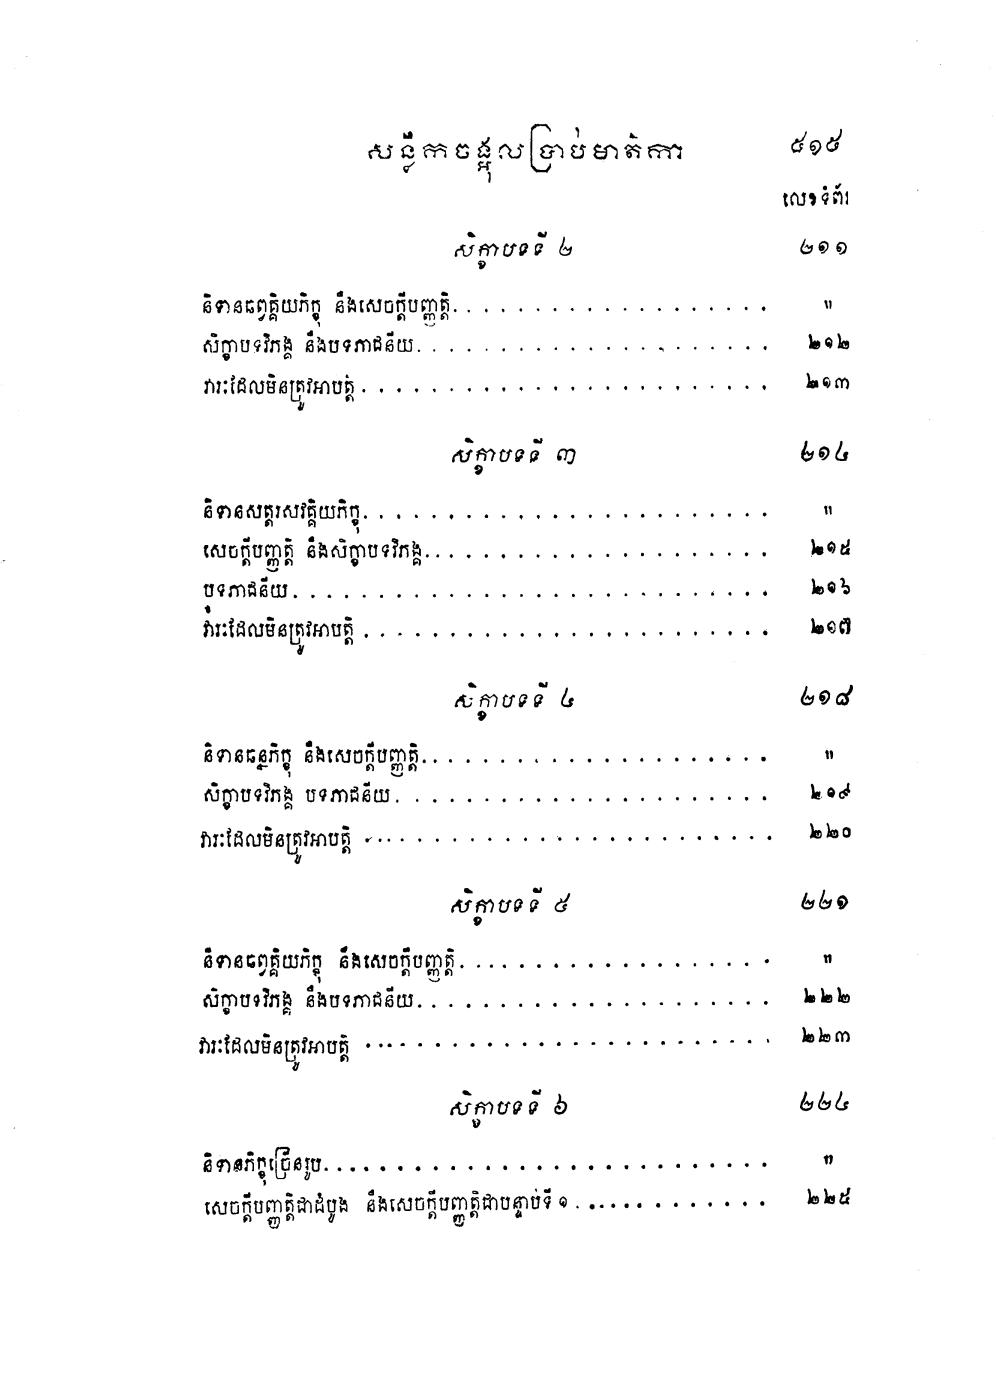 សន្លឹកចង្អុលប្រាប់មាតិកា ៥១៥
លេខទំព័រ
សិក្ខាបទទី ២ ២១១
និទានឆព្វគ្គិយភិក្ខុ នឹងសេចក្តីបញ្ញត្តិ. . . . . . . . . . . . . . . . . . . "
សិក្ខាបទវិភង្គ នឹងបទភាជនីយ. . . . . . . . . . . . . . . . . . . . . ២១២
វារៈដែលមិនត្រូវអាបត្តិ . . . . . . . . . . . . . . . . . . . . . . . . ២១៣
សិក្ខាបទទី ៣ ២១៤
និទានសត្តរសវគ្គិយភិក្ខុ. . . . . . . . . . . . . . . . . . . . . . . . "
សេចក្តីបញ្ញត្តិ នឹងសិក្ខាបទវិភង្គ. . . . . . . . . . . . . . . . . . . . . ២១៥
បទភាជនីយ. . . . . . . . . . . . . . . . . . . . . . . . . . . . ២១៦
វារៈដែលមិនត្រូវអាបត្តិ . . . . . . . . . . . . . . . . . . . . . . . . ២១៧
សិក្ខាបទទី ៤ ២១៨
និទានឆន្នភិក្ខុ នឹងសេចក្តីបញ្ញត្តិ. . . . . . . . . . . . . . . . . . . . . "
សិក្ខាបទវិភង្គ បទភាជនីយ. . . . . . . . . . . . . . . . . . . . . . . ២១៩
វារៈដែលមិនត្រូវអាបត្តិ . . . . . . . . . . . . . . . . . . . . . . . . ២២០
សិក្ខាបទទី ៥ ២២១
និទានឆព្វគ្គិយភិក្ខុ នឹងសេចក្តីបញ្ញត្តិ. . . . . . . . . . . . . . . . . . . "
សិក្ខាបទវិភង្គ នឹងបទភាជនីយ. . . . . . . . . . . . . . . . . . . . . ២២២
វារៈដែលមិនត្រូវអាបត្តិ . . . . . . . . . . . . . . . . . . . . . . . . ២២៣
សិក្ខាបទទី ៦ ២២៤
និទានភិក្ខុច្រើនរូប. . . . . . . . . . . . . . . . . . . . . . . . . . "
សេចក្តីបញ្ញត្តិជាដំបូង នឹងសេចក្តីបញ្ញត្តិជាបន្ទាប់ទី ១ . . . . . . . . . . . . ២២៥